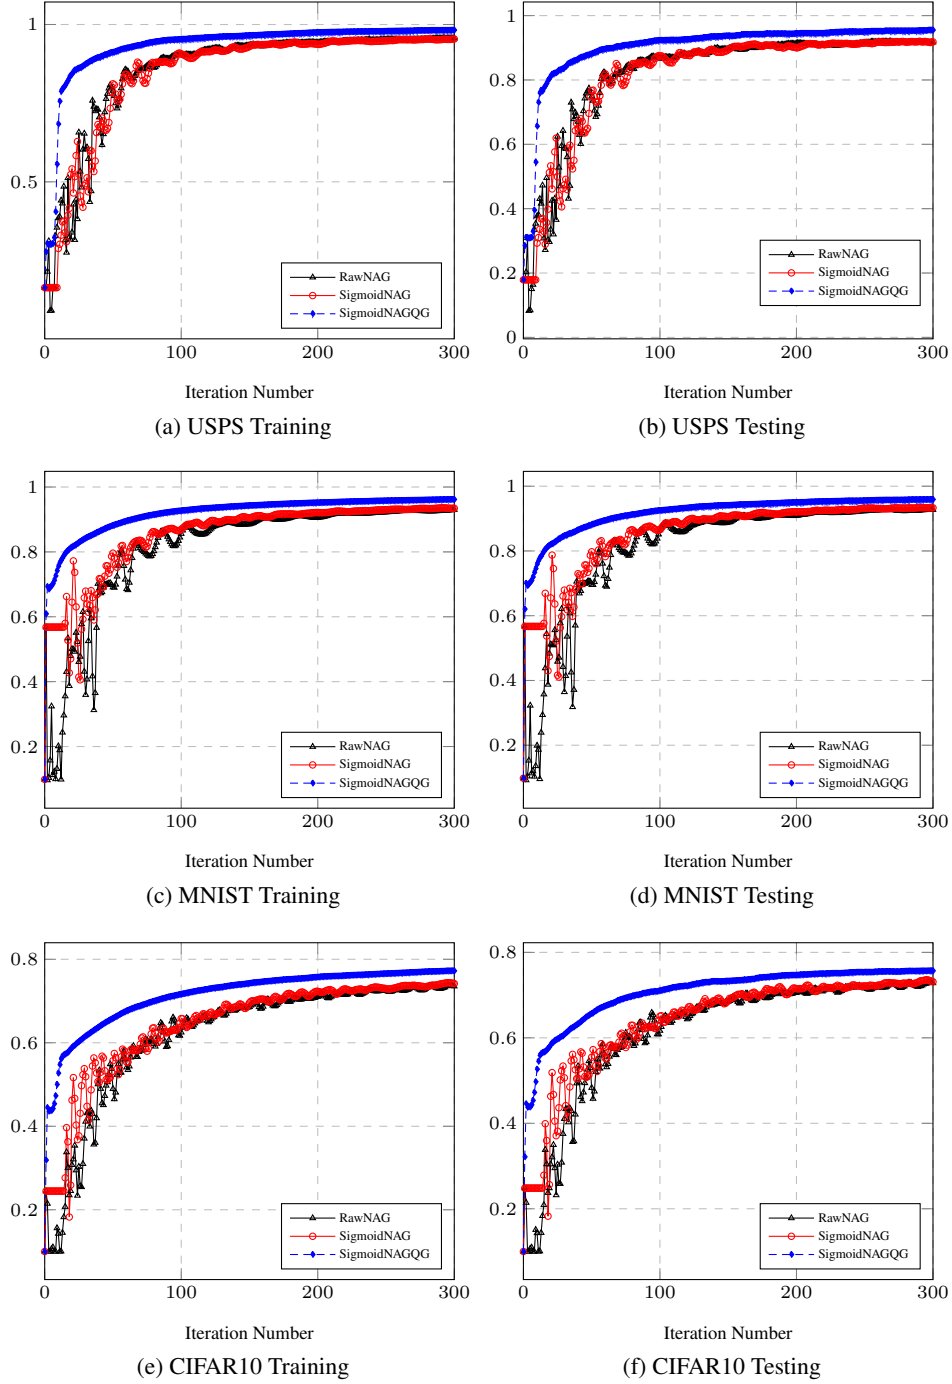 1
0.5
0
100
200
300
RawNAG
SigmoidNAG
SigmoidNAGQG
Iteration Number
(a) USPS Training
1
0.8
0.6
0.4
0.2
0
0
100
200
300
RawNAG
SigmoidNAG
SigmoidNAGQG
Iteration Number
(b) USPS Testing
1
0.8
0.6
0.4
0.2
0
100
200
300
RawNAG
SigmoidNAG
SigmoidNAGQG
Iteration Number
(c) MNIST Training
1
0.8
0.6
0.4
0.2
0
100
200
300
RawNAG
SigmoidNAG
SigmoidNAGQG
Iteration Number
(d) MNIST Testing
0.8
0.6
0.4
0.2
0
100
200
300
RawNAG
SigmoidNAG
SigmoidNAGQG
Iteration Number
(e) CIFAR10 Training
0.8
0.6
0.4
0.2
0
100
200
300
RawNAG
SigmoidNAG
SigmoidNAGQG
Iteration Number
(f) CIFAR10 Testing